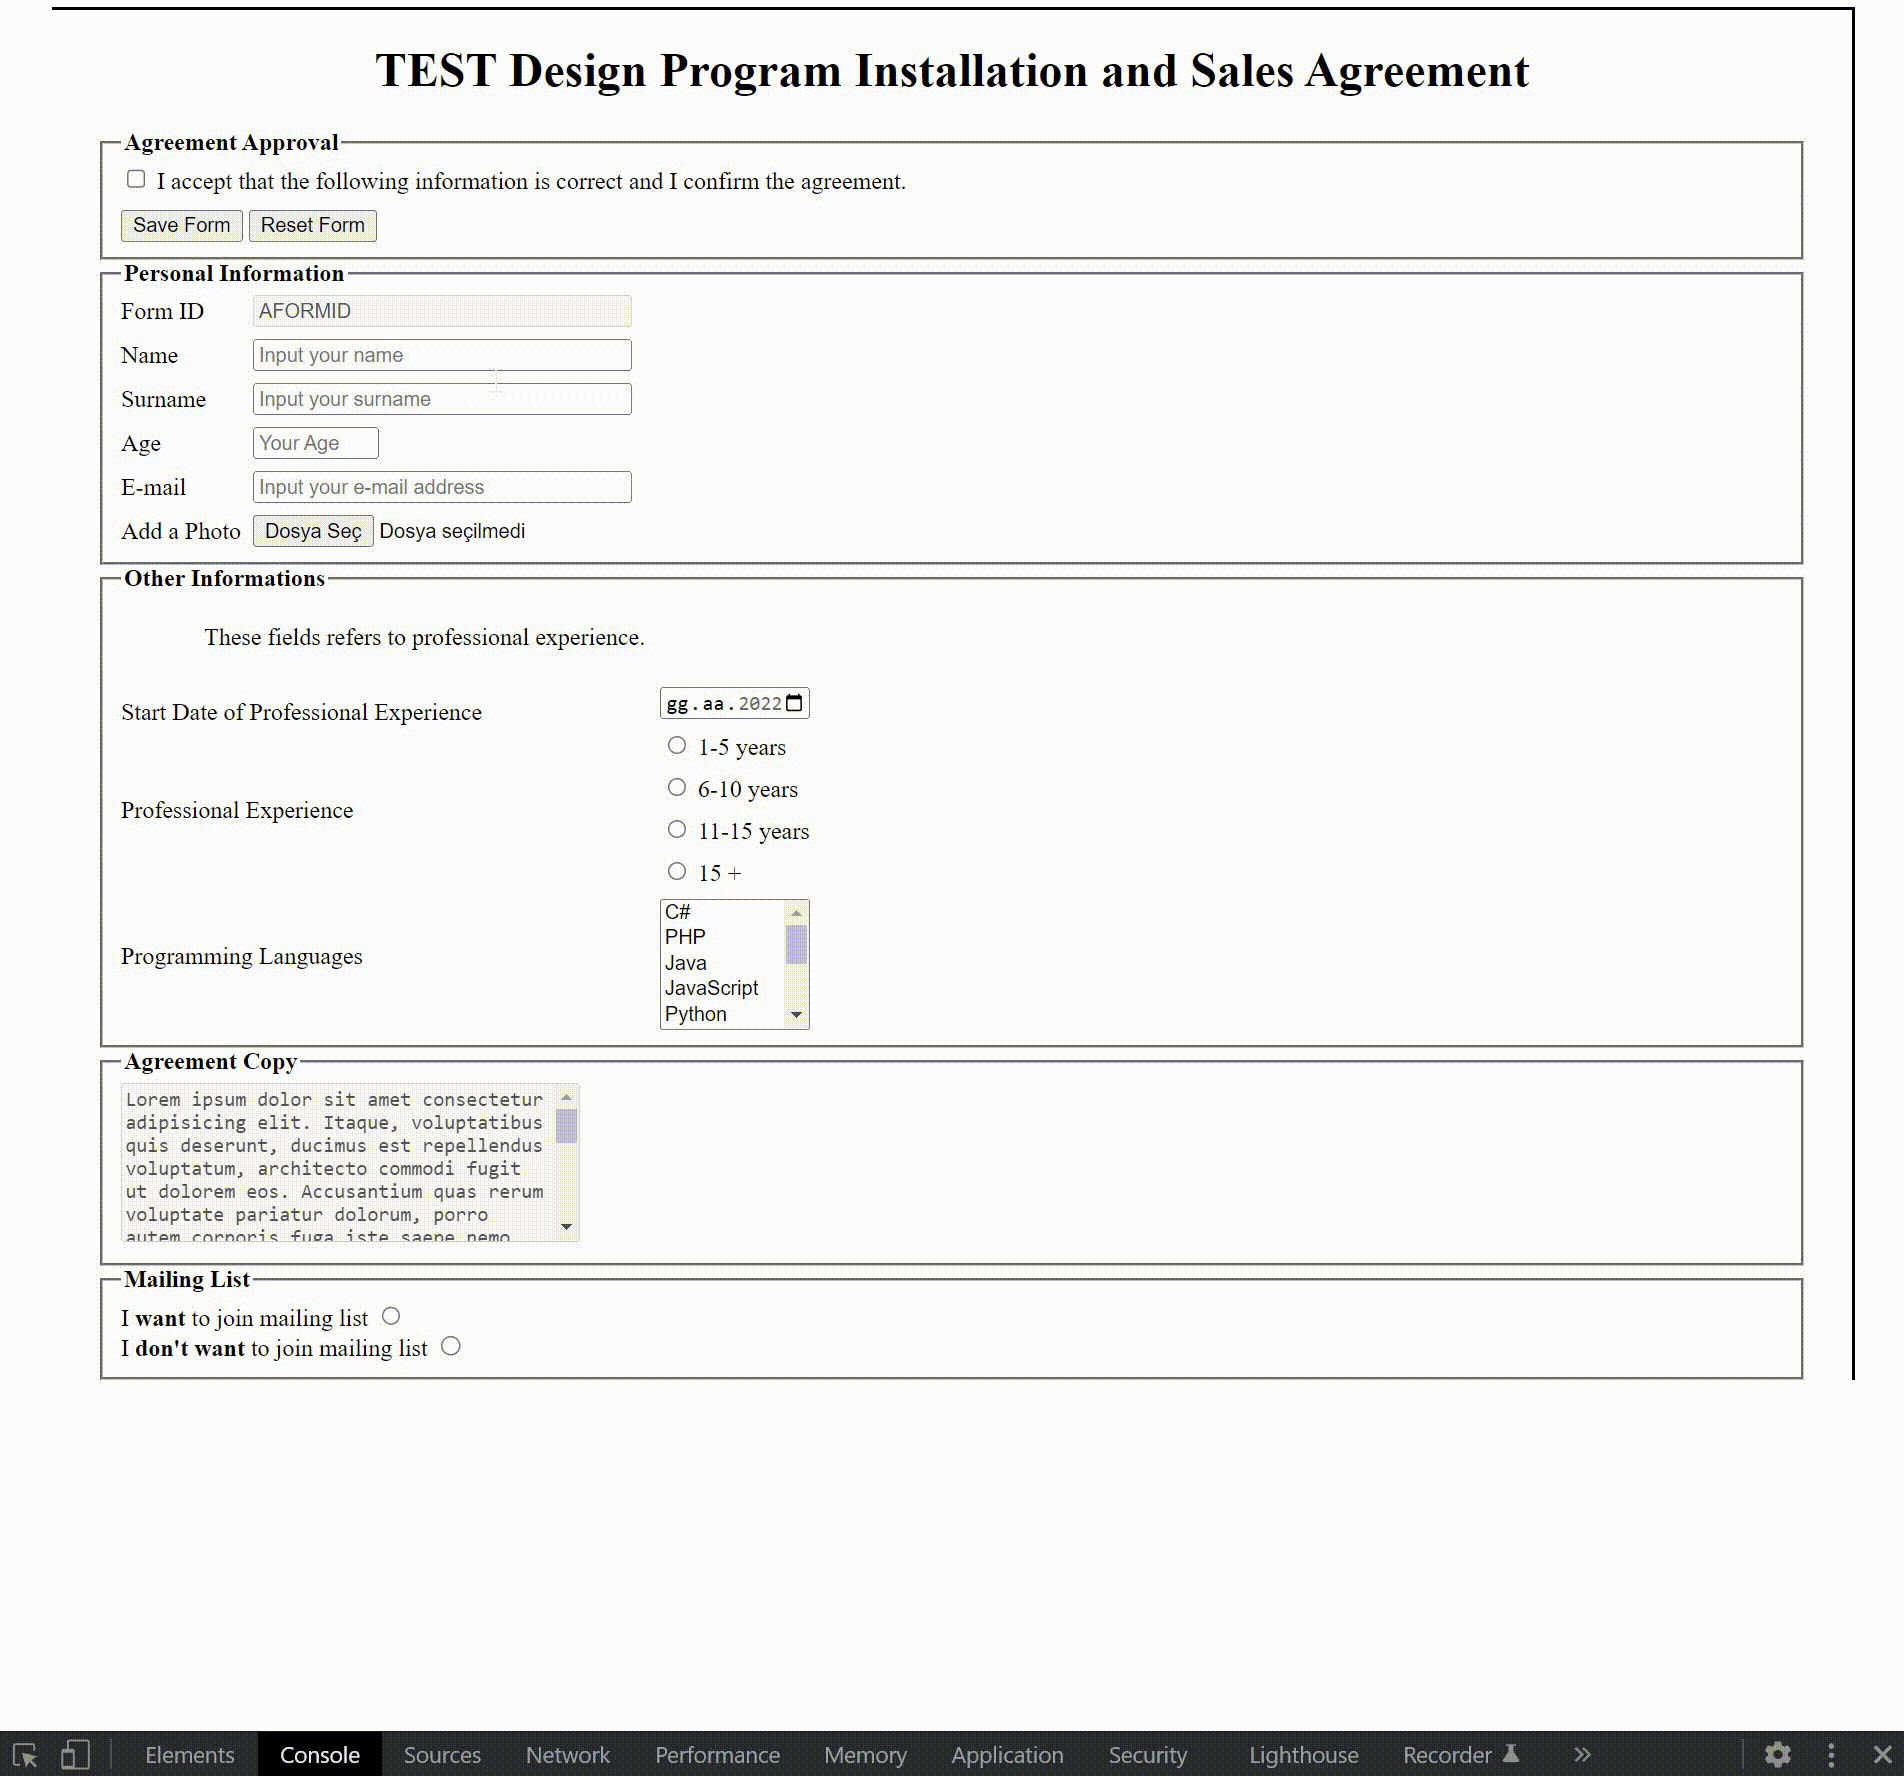 TEST Design Program Installation and Sales Agreement
Agreement Approval
I accept that the following information is correct and I confirm the agreement.
Save Form Reset Form
Personal Information
Form ID AFORMID
Name Input your name
Surname Input your surname
Age Your Age
E-mail Input your e-mail address
Add a Photo Dosya Seç Dosya seçilmedi
Other Informations
These fields refers to professional experience.
Start Date of Professional Experience gg.aa.2022
1-5 years
6-10 years
Professional Experience
11-15 years
15 +
C#
PHP
Programming Languages
Java
JavaScript
Python
Agreement Copy
Lorem ipsum dolor sit amet consectetur
adipisicing elit. Itaque, voluptatibus
quis deserunt, ducimus est repellendus
voluptatum, architecto commodi fugit
ut dolorem eos. Accusantium quas rerum
voluptate pariatur dolorum, porro
autem corporis fuga iste saepe nemo
Mailing List
I want to join mailing list
I don't want to join mailing list
Elements Console Sources Network Performance Memory Application Security Lighthouse Recorder